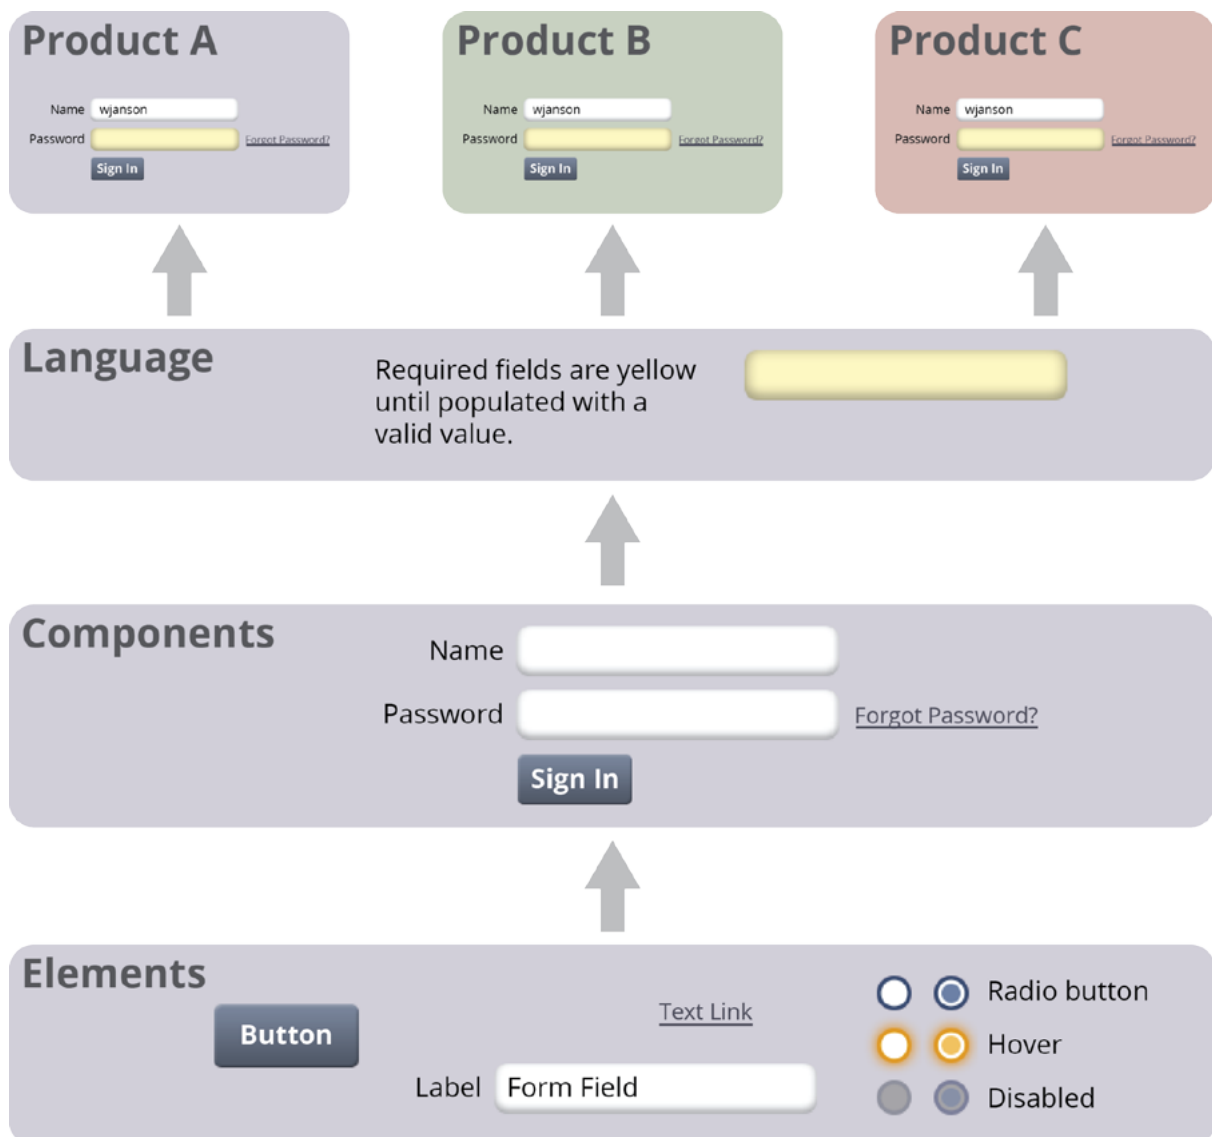 Product A
Name wjanson
Password Forgot Password?
Sign In
Product B
Name wjanson
Password Forgot Password?
Sign In
Product C
Name wjanson
Password Forgot Password?
Sign In
Language
Required fields are yellow
until populated with a
valid value.
Components
Name
Password Forgot Password?
Sign In
Elements
Button
Text Link
Label Form Field
Radio button
Hover
Disabled